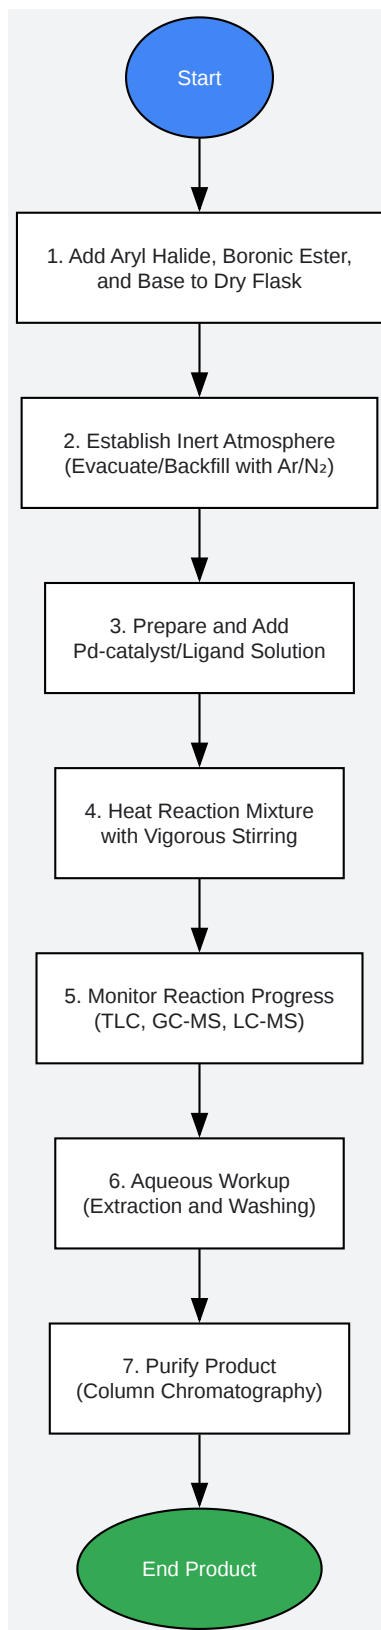 Start
1. Add Aryl Halide, Boronic Ester,
and Base to Dry Flask
2. Establish Inert Atmosphere
(Evacuate/Backfill with Ar/N₂)
3. Prepare and Add
Pd-catalyst/Ligand Solution
4. Heat Reaction Mixture
with Vigorous Stirring
5. Monitor Reaction Progress
(TLC, GC-MS, LC-MS)
6. Aqueous Workup
(Extraction and Washing)
7. Purify Product
(Column Chromatography)
End Product